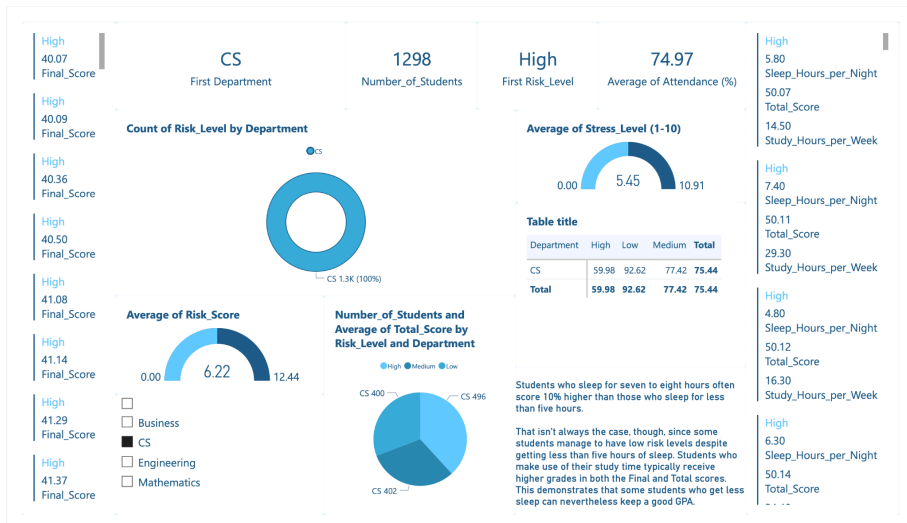 High
40.07
Final_Score
High
40.09
Final_Score
High
40.36
Final_Score
High
40.50
Final_Score
High
41.08
Final_Score
High
41.14
Final_Score
High
41.29
Final_Score
High
41.37
Final_Score
CS
First Department
1298
Number_of_Students
High
First Risk_Level
74.97
Average of Attendance (%)
Count of Risk_Level by Department
CS
CS 1.3K (100%)
Average of Stress_Level (1-10)
0.00
5.45
10.91
Table title
Department High Low Medium Total
CS 59.98 92.62 77.42 75.44
Total 59.98 92.62 77.42 75.44
Average of Risk_Score
0.00
6.22
12.44
Business
CS
Engineering
Mathematics
Number_of_Students and
Average of Total_Score by
Risk_Level and Department
High Medium Low
CS 400
CS 496
CS 402
Students who sleep for seven to eight hours often
score 10% higher than those who sleep for less
than five hours.
That isn't always the case, though, since some
students manage to have low risk levels despite
getting less than five hours of sleep. Students who
make use of their study time typically receive
higher grades in both the Final and Total scores.
This demonstrates that some students who get less
sleep can nevertheless keep a good GPA.
High
5.80
Sleep_Hours_per_Night
50.07
Total_Score
14.50
Study_Hours_per_Week
High
7.40
Sleep_Hours_per_Night
50.11
Total_Score
29.30
Study_Hours_per_Week
High
4.80
Sleep_Hours_per_Night
50.12
Total_Score
16.30
Study_Hours_per_Week
High
6.30
Sleep_Hours_per_Night
50.14
Total_Score